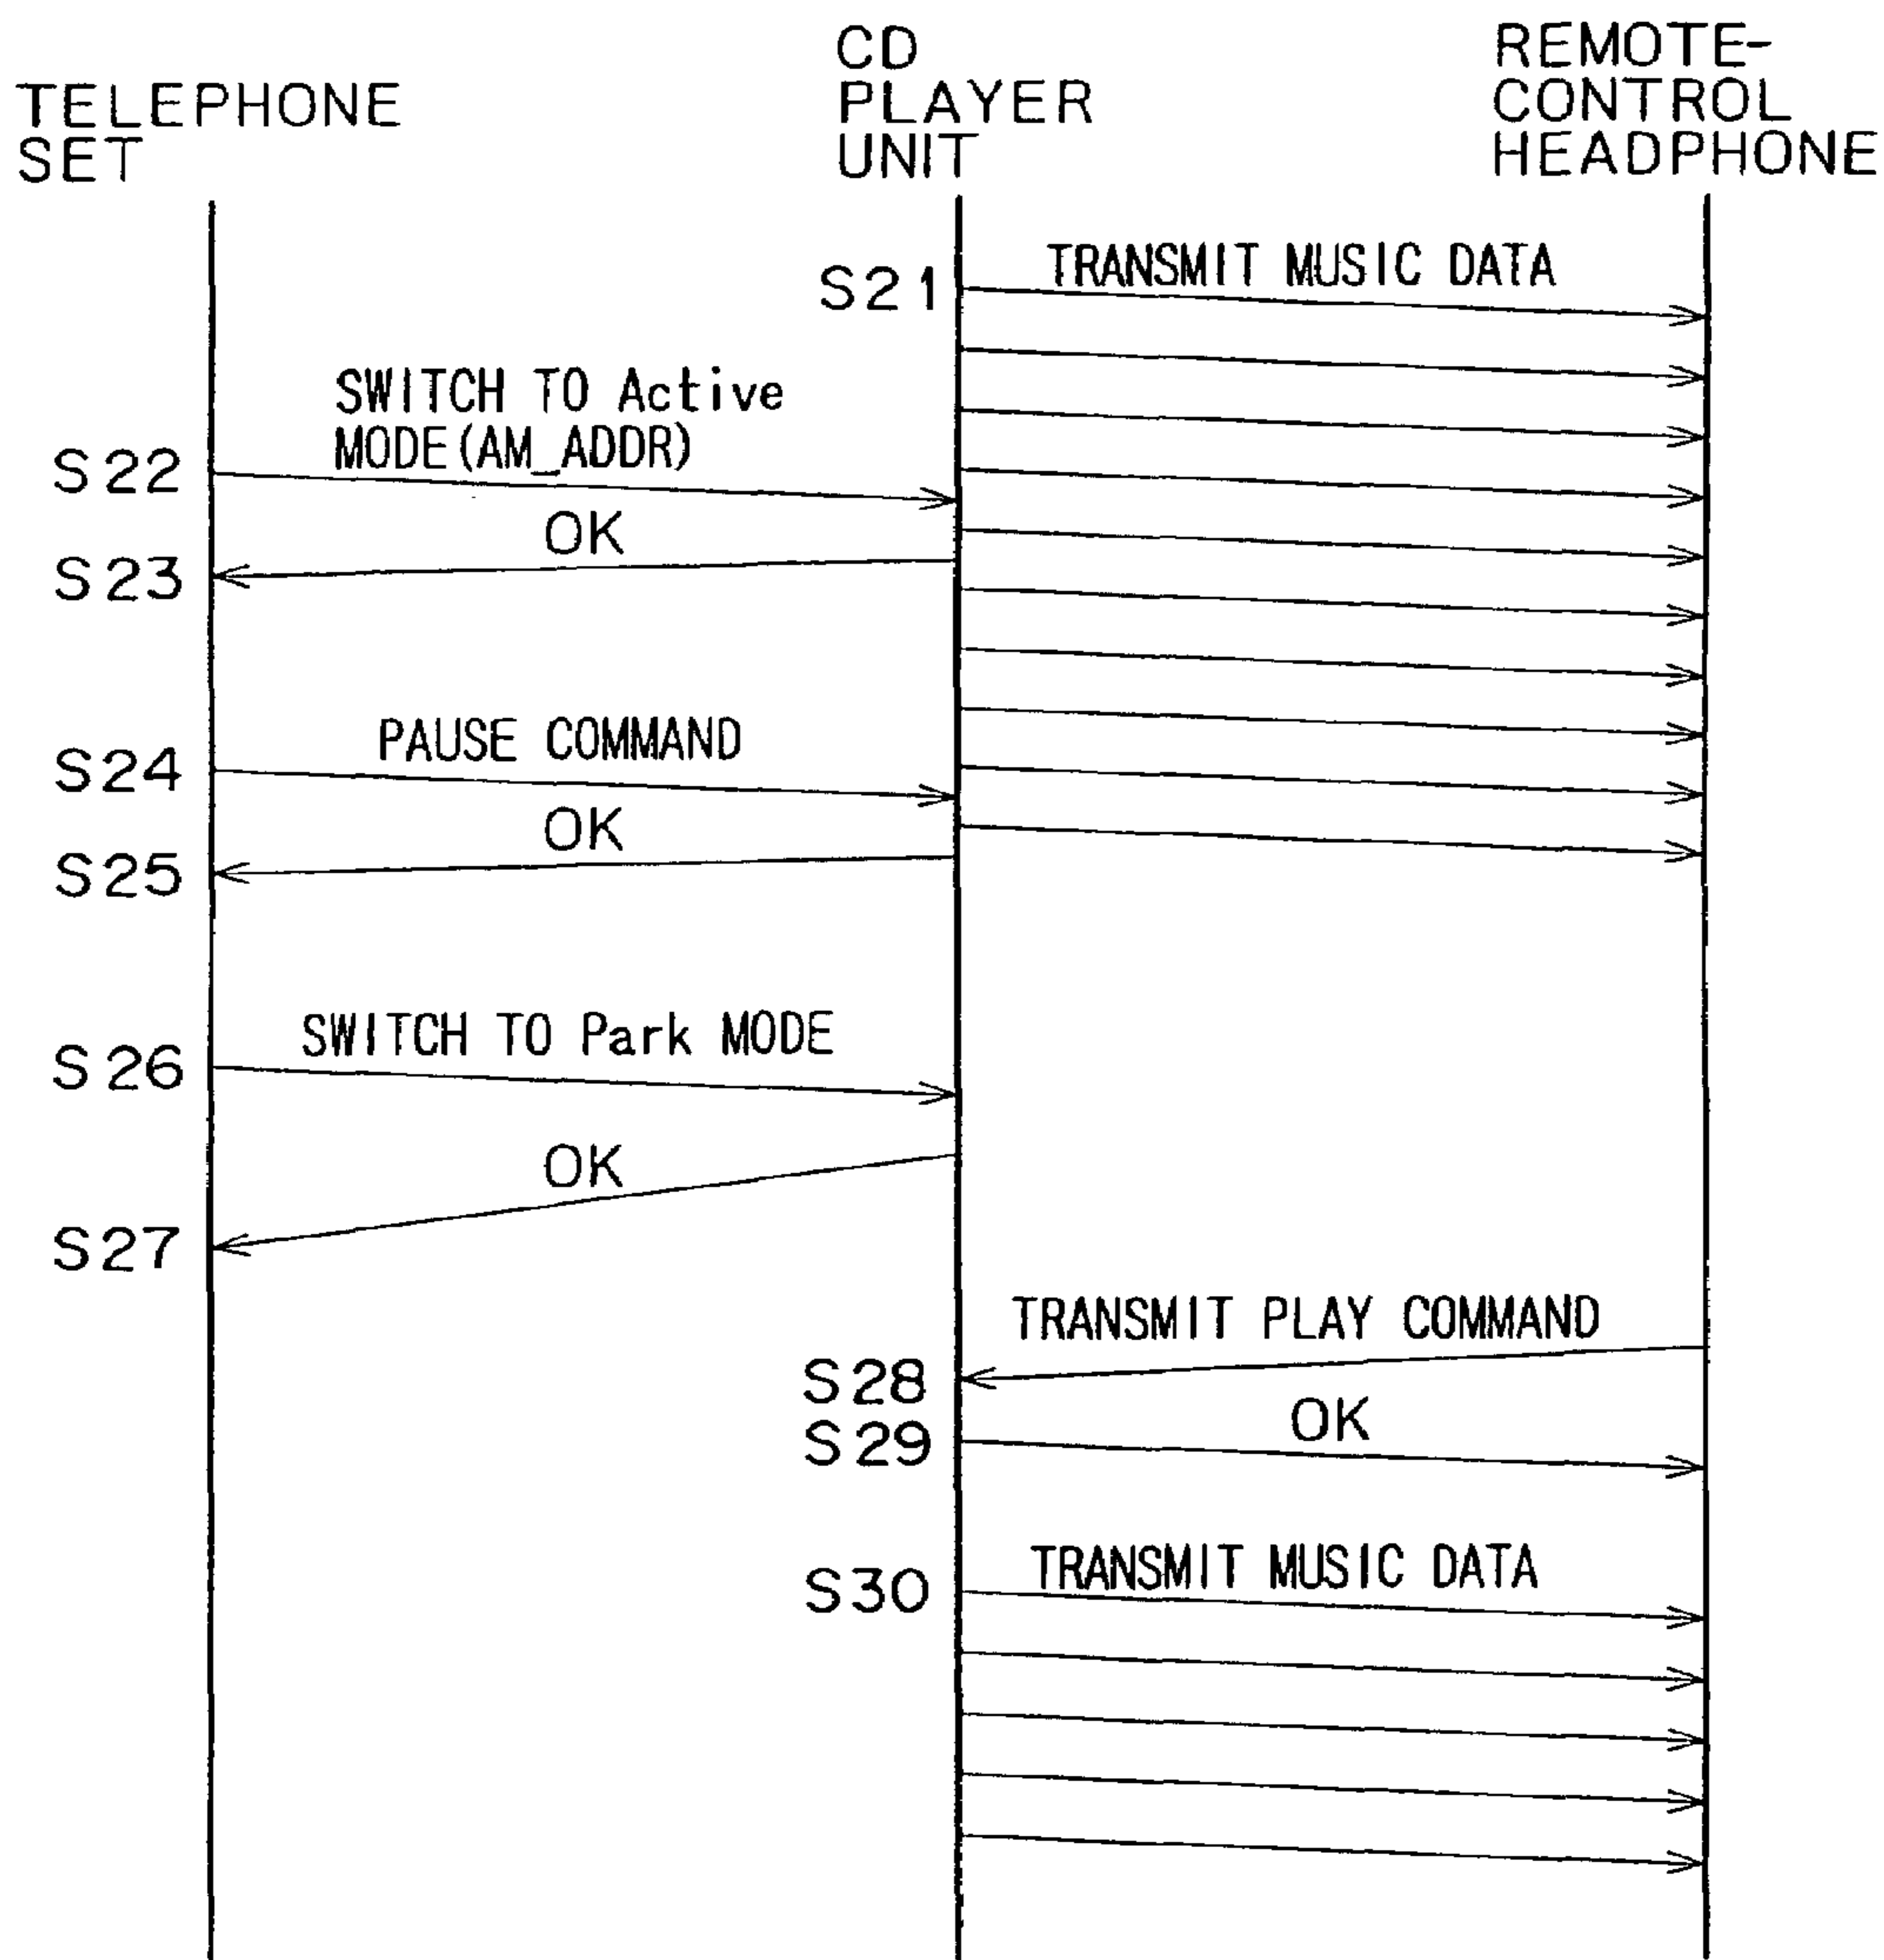 TELEPHONE
SET
CD
PLAYER
UNIT
REMOTE-
CONTROL
HEADPHONE
S21
TRANSMIT MUSIC DATA
SWITCH TO Active
MODE(AM_ADDR)
S22
OK
S23
PAUSE COMMAND
S24
OK
S25
SWITCH TO Park MODE
S26
OK
S27
TRANSMIT PLAY COMMAND
S28
OK
S29
TRANSMIT MUSIC DATA
S30